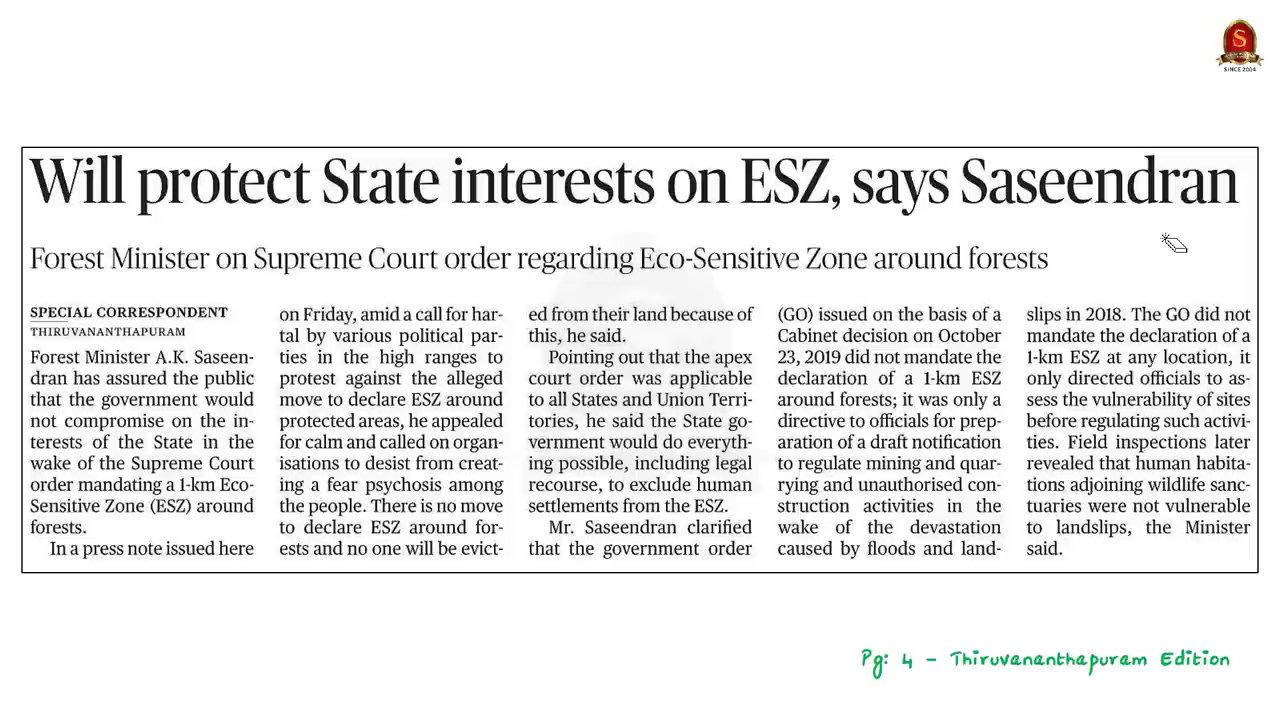 S
SINCE 2004
Will protect State interests on ESZ, says Saseendran
Forest Minister on Supreme Court order regarding Eco-Sensitive Zone around forests
SPECIAL CORRESPONDENT
THIRUVANANTHAPURAM
Forest Minister A.K. Saseen-
dran has assured the public
that the government would
not compromise on the in-
terests of the State in the
wake of the Supreme Court
order mandating a 1-km Eco-
Sensitive Zone (ESZ) around
forests.
In a press note issued here
on Friday, amid a call for har-
tal by various political par-
ties in the high ranges to
protest against the alleged
move to declare ESZ around
protected areas, he appealed
for calm and called on organ-
isations to desist from creat-
ing a fear psychosis among
the people. There is no move
to declare ESZ around for-
ests and no one will be evict-
ed from their land because of
this, he said.
Pointing out that the apex
court order was applicable
to all States and Union Terri-
tories, he said the State go-
vernment would do everyth-
ing possible, including legal
recourse, to exclude human
settlements from the ESZ.
Mr. Saseendran clarified
that the government order
(GO) issued on the basis of a
Cabinet decision on October
23, 2019 did not mandate the
declaration of a 1-km ESZ
around forests; it was only a
directive to officials for prep-
aration of a draft notification
to regulate mining and quar-
rying and unauthorised con-
struction activities in the
wake of the devastation
caused by floods and land-
slips in 2018. The GO did not
mandate the declaration of a
1-km ESZ at any location, it
only directed officials to as-
sess the vulnerability of sites
before regulating such activi-
ties. Field inspections later
revealed that human habita-
tions adjoining wildlife sanc-
tuaries were not vulnerable
to landslips, the Minister
said.
Pg: 4 - Thiruvananthapuram Edition